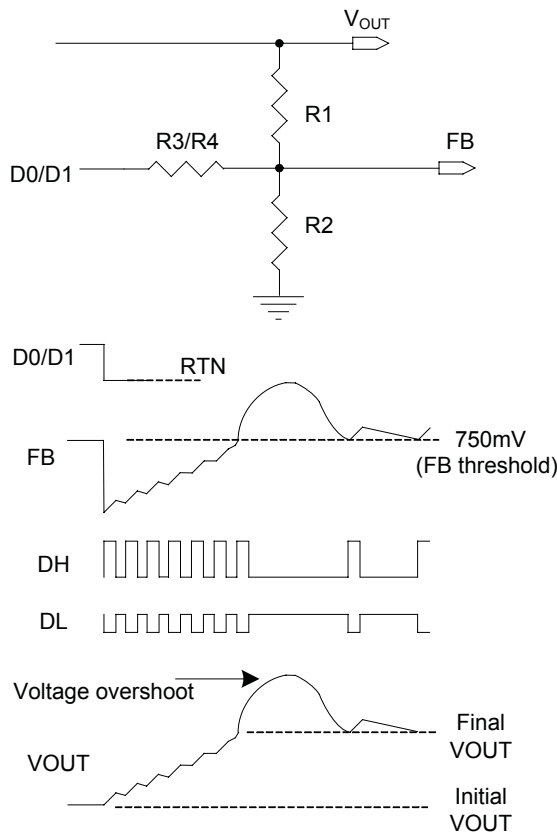 VOUT
R1
R3/R4
FB
D0/D1
R2
D0/D1
RTN
750mV
(FB threshold)
FB
DH
DL
Voltage overshoot
Final
VOUT
VOUT
Initial
VOUT